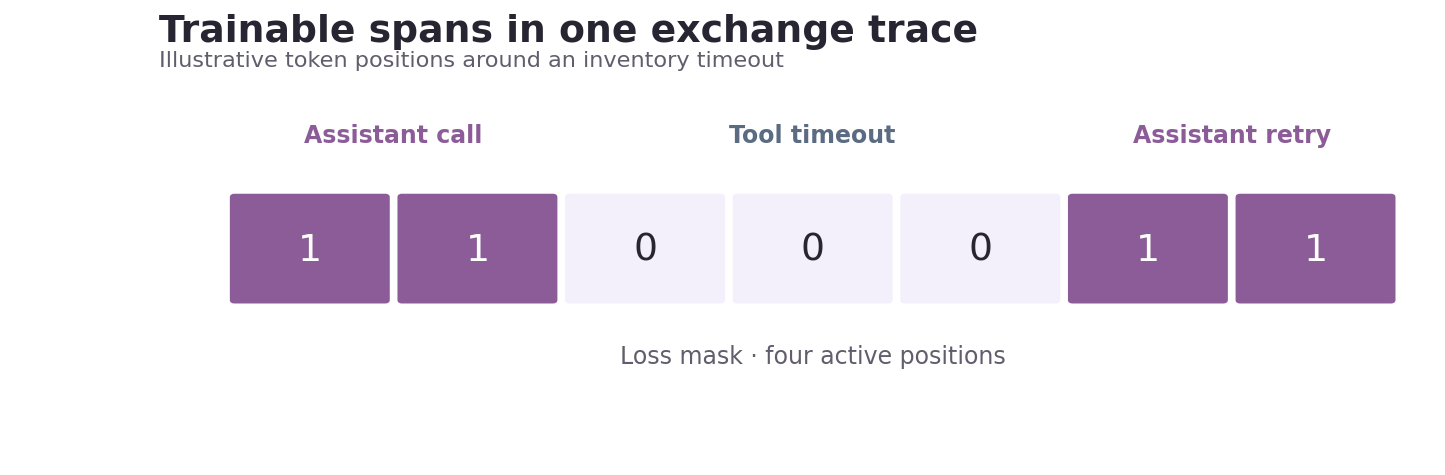 Trainable spans in one exchange trace
Illustrative token positions around an inventory timeout
Assistant call Tool timeout Assistant retry
1 1 0 0 0 1 1
Loss mask · four active positions